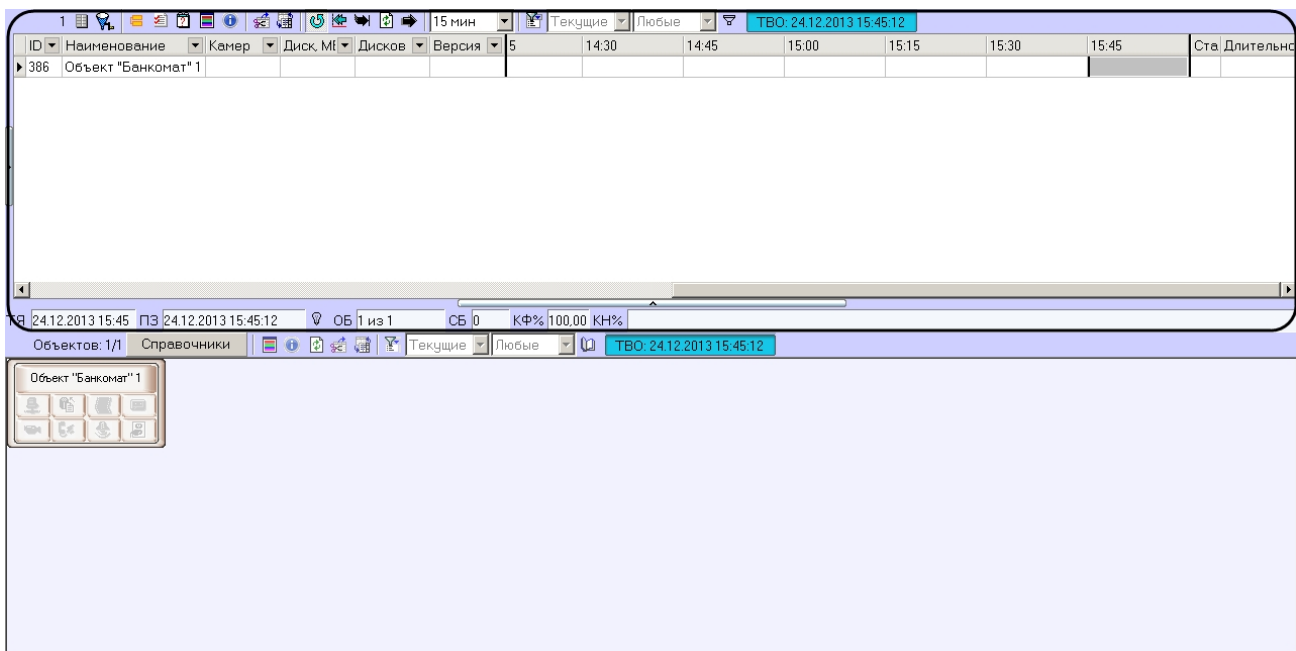 1 15 мин Текущие Любые ТВО: 24.12.2013 15:45:12
ID Наименование Камер Диск, МБ Дисков Версия 5 14:30 14:45 15:00 15:15 15:30 15:45 Ста Длительно
386 Объект "Банкомат" 1
ТЯ 24.12.2013 15:45 ПЗ 24.12.2013 15:45:12 ОБ 1 из 1 СБ 0 КФ% 100,00 КН%
Объектов: 1/1 Справочники Текущие Любые ТВО: 24.12.2013 15:45:12
Объект "Банкомат" 1